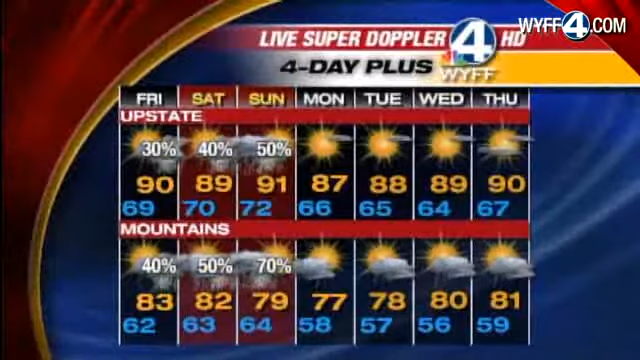 WYFF4.COM
LIVE SUPER DOPPLER 4 HD
4-DAY PLUS WYFF
FRI SAT SUN MON TUE WED THU
UPSTATE
30% 40% 50%
90 89 91 87 88 89 90
69 70 72 66 65 64 67
MOUNTAINS
40% 50% 70%
83 82 79 77 78 80 81
62 63 64 58 57 56 59